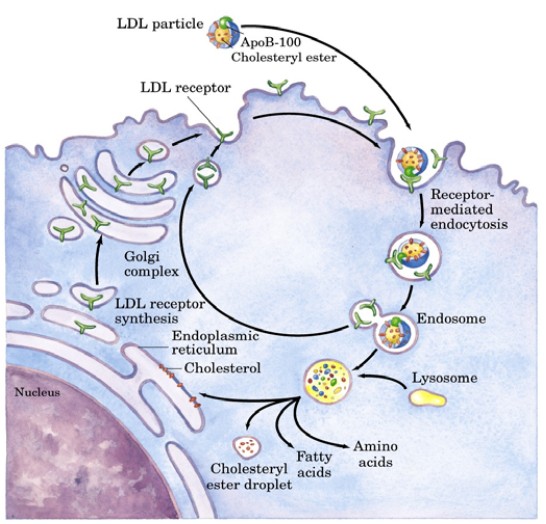 LDL particle
ApoB-100
Cholesteryl ester
LDL receptor
Receptor-
mediated
endocytosis
Golgi
complex
LDL receptor
synthesis
Endosome
Endoplasmic
reticulum
Cholesterol
Lysosome
Nucleus
Cholesteryl
ester droplet
Fatty
acids
Amino
acids